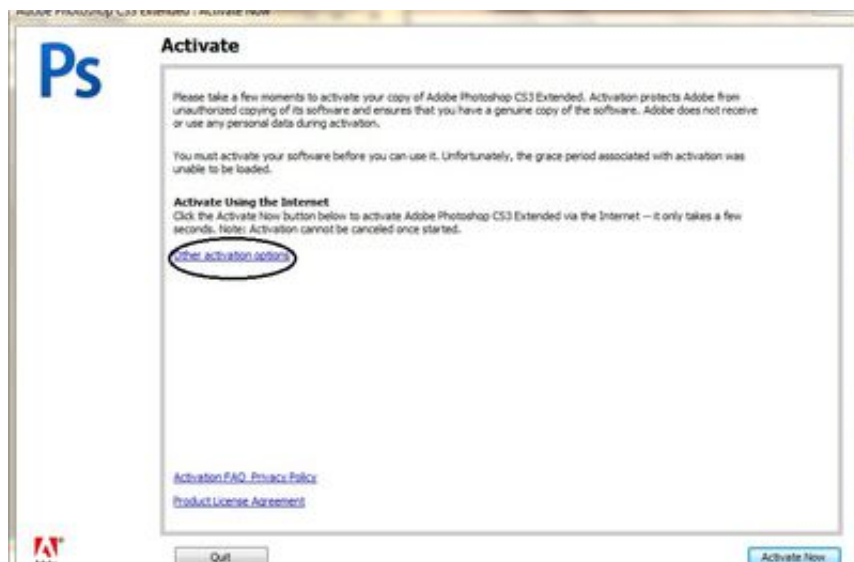 Adobe Photoshop CS3 Extended : Activate Now
Ps
Activate
Please take a few moments to activate your copy of Adobe Photoshop CS3 Extended. Activation protects Adobe from
unauthorized copying of its software and ensures that you have a genuine copy of the software. Adobe does not receive
or use any personal data during activation.
You must activate your software before you can use it. Unfortunately, the grace period associated with activation was
unable to be loaded.
Activate Using the Internet
Click the Activate Now button below to activate Adobe Photoshop CS3 Extended via the Internet — it only takes a few
seconds. Note: Activation cannot be canceled once started.
Other activation options
Activation FAQ Privacy Policy
Product License Agreement
Quit
Activate Now